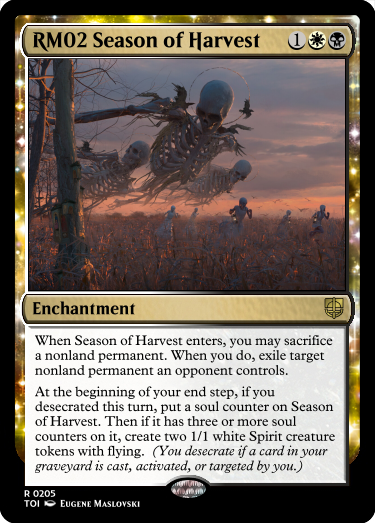 RM02 Season of Harvest 1
Enchantment
When Season of Harvest enters, you may sacrifice
a nonland permanent. When you do, exile target
nonland permanent an opponent controls.
At the beginning of your end step, if you
desecrated this turn, put a soul counter on Season
of Harvest. Then if it has three or more soul
counters on it, create two 1/1 white Spirit creature
tokens with flying. (You desecrate if a card in your
graveyard is cast, activated, or targeted by you.)
R 0205
TOI Eugene Maslovski